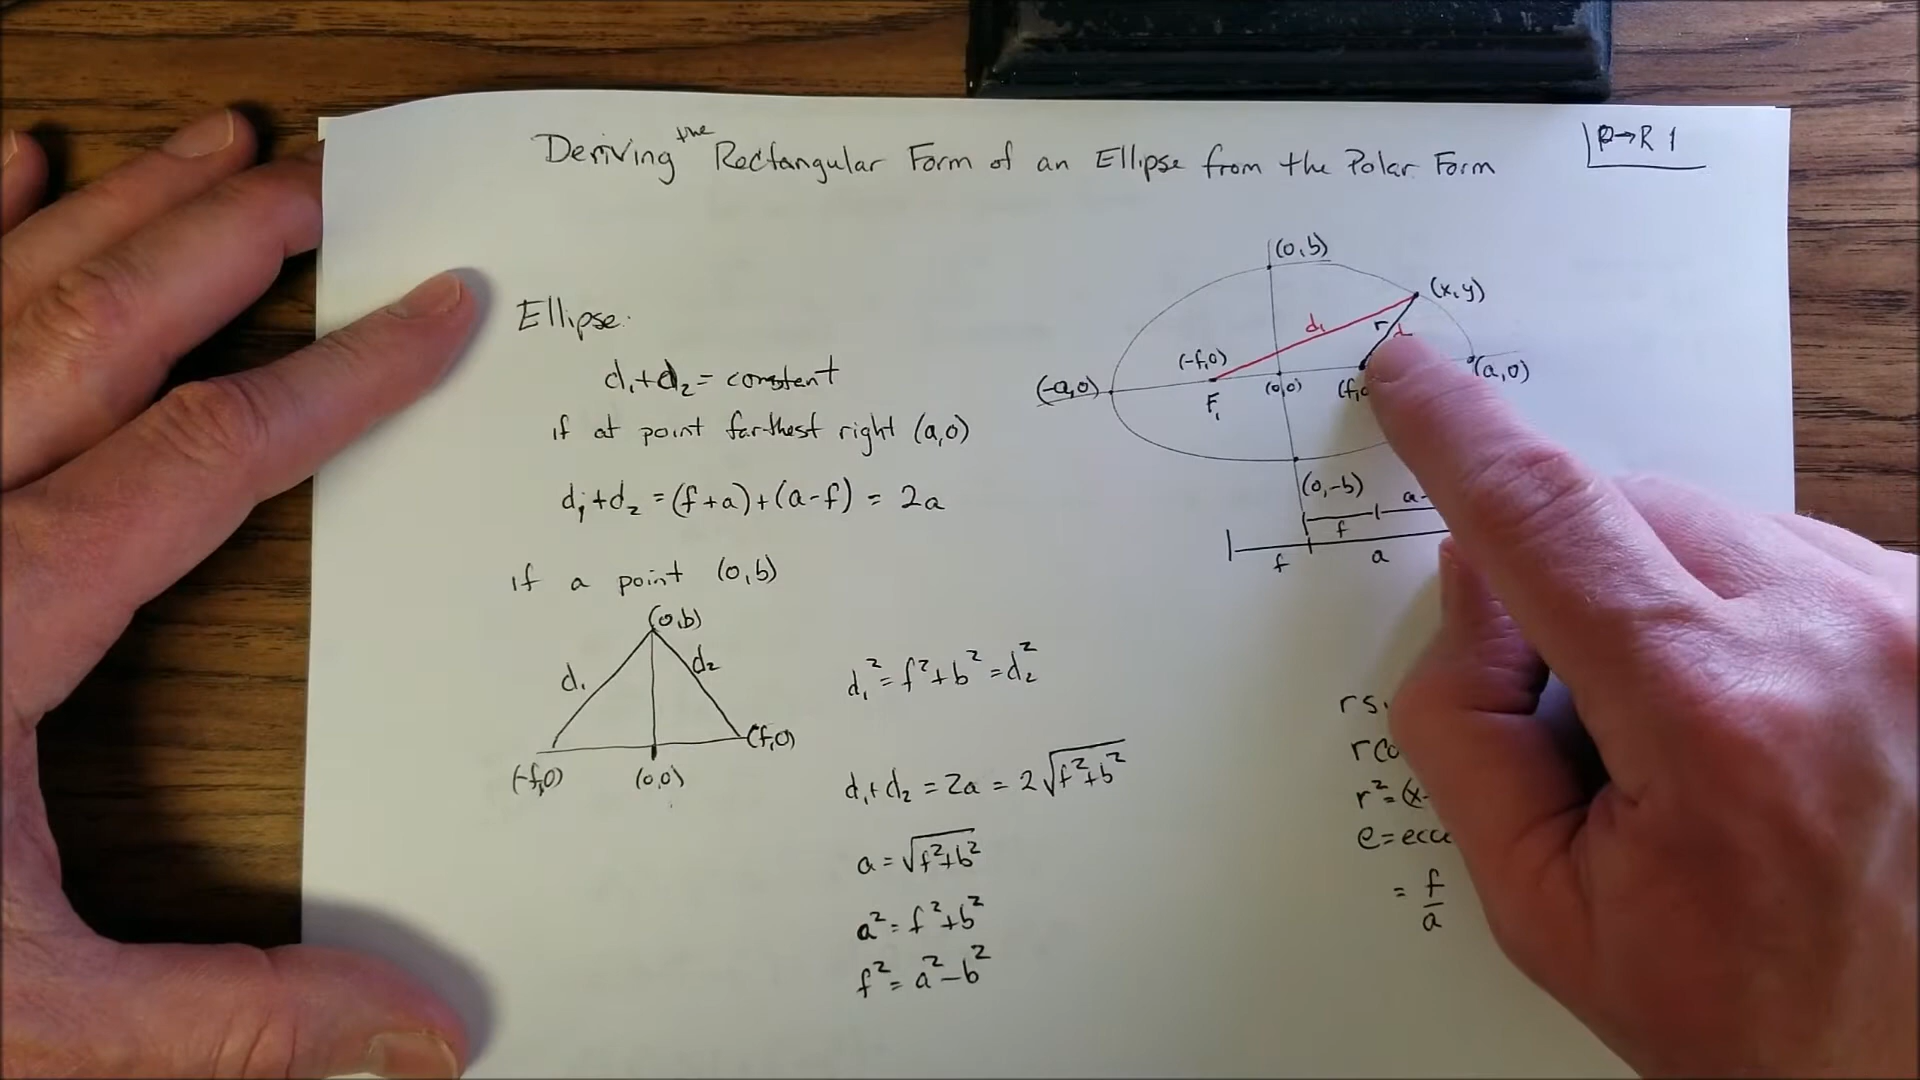 Deriving the Rectangular Form of an Ellipse from the Polar Form
P→R 1
Ellipse:
d₁+d₂ = constant
if at point farthest right (a,0)
d₁+d₂ = (f+a)+(a-f) = 2a
if a point (0,b)
(0,b)
d₁
d₂
(-f,0)
(0,0)
(f,0)
d₁² = f²+b² = d₂²
d₁+d₂ = 2a = 2√f²+b²
a = √f²+b²
a² = f²+b²
f² = a²-b²
(0,b)
(x,y)
d₁
r
(-f,0)
(-a,0)
F₁
(0,0)
(a,0)
(0,-b)
f
f
a
= f/a